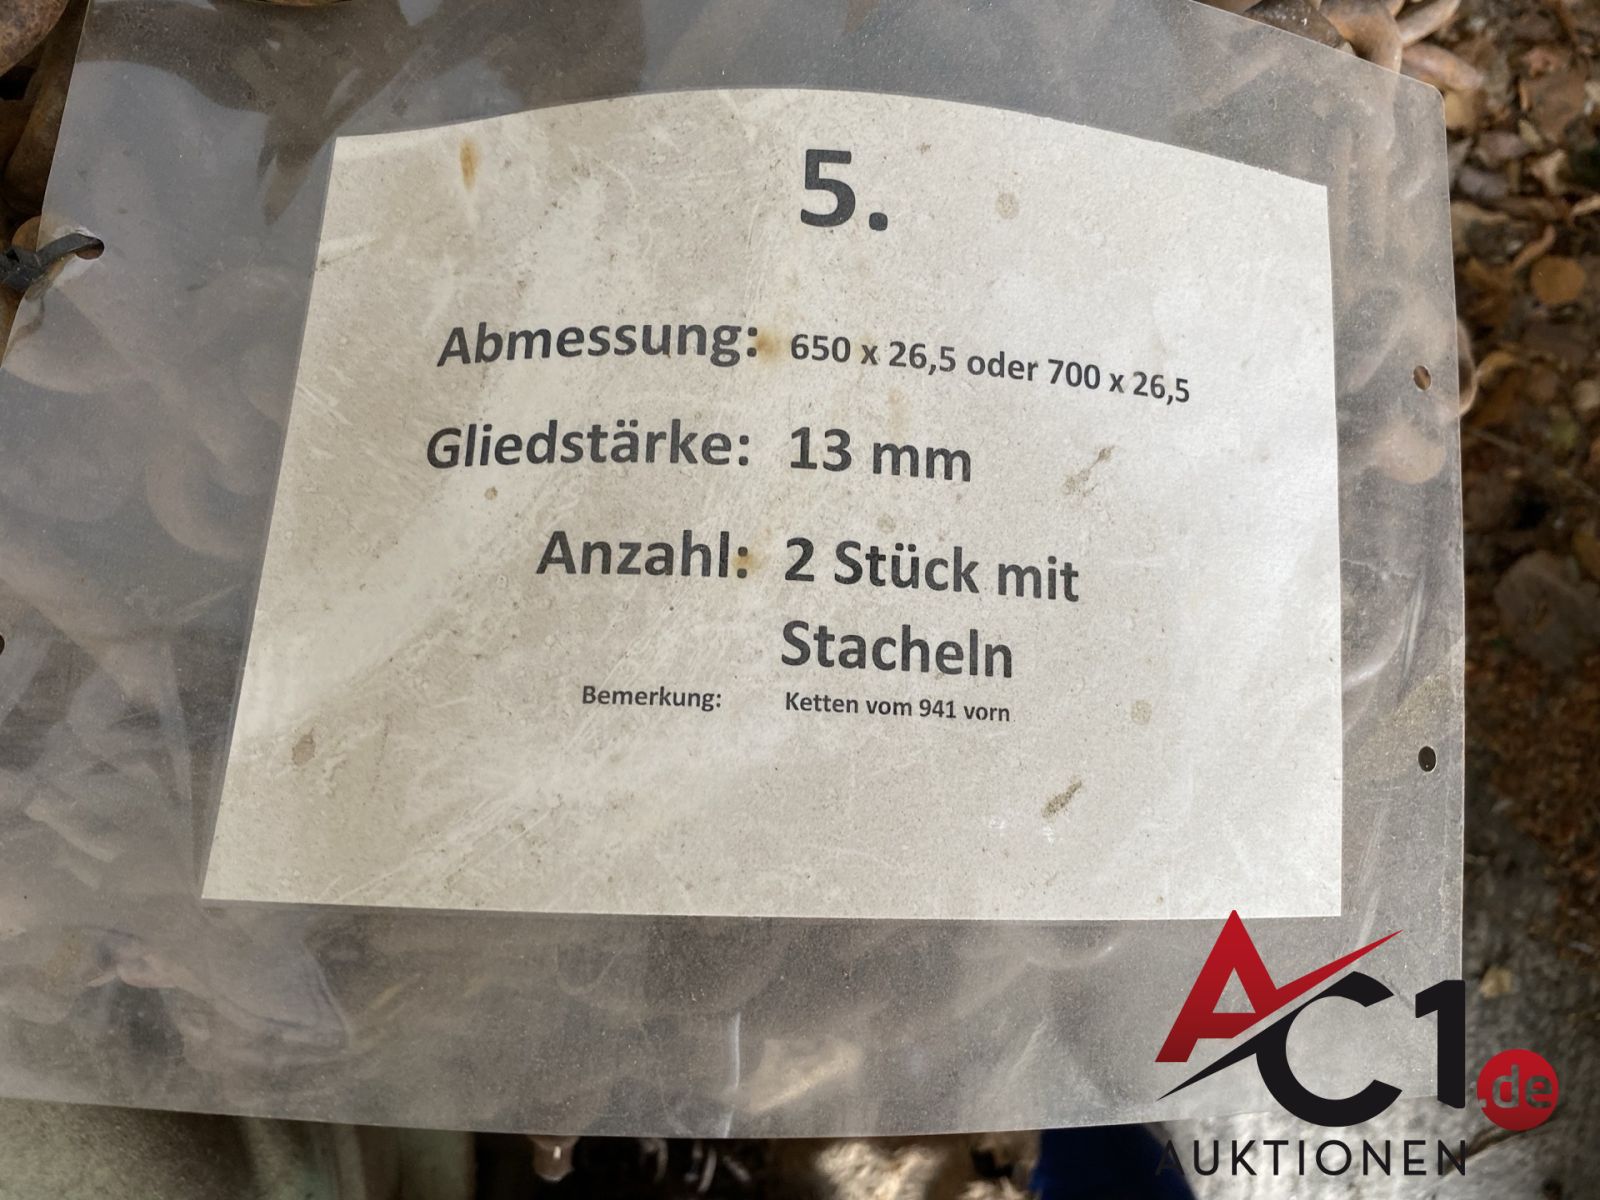 5.
Abmessung: 650 x 26,5 oder 700 x 26,5
Gliedstärke: 13 mm
Anzahl: 2 Stück mit
Stacheln
Bemerkung: Ketten vom 941 vorn
AC1.de
AUKTIONEN